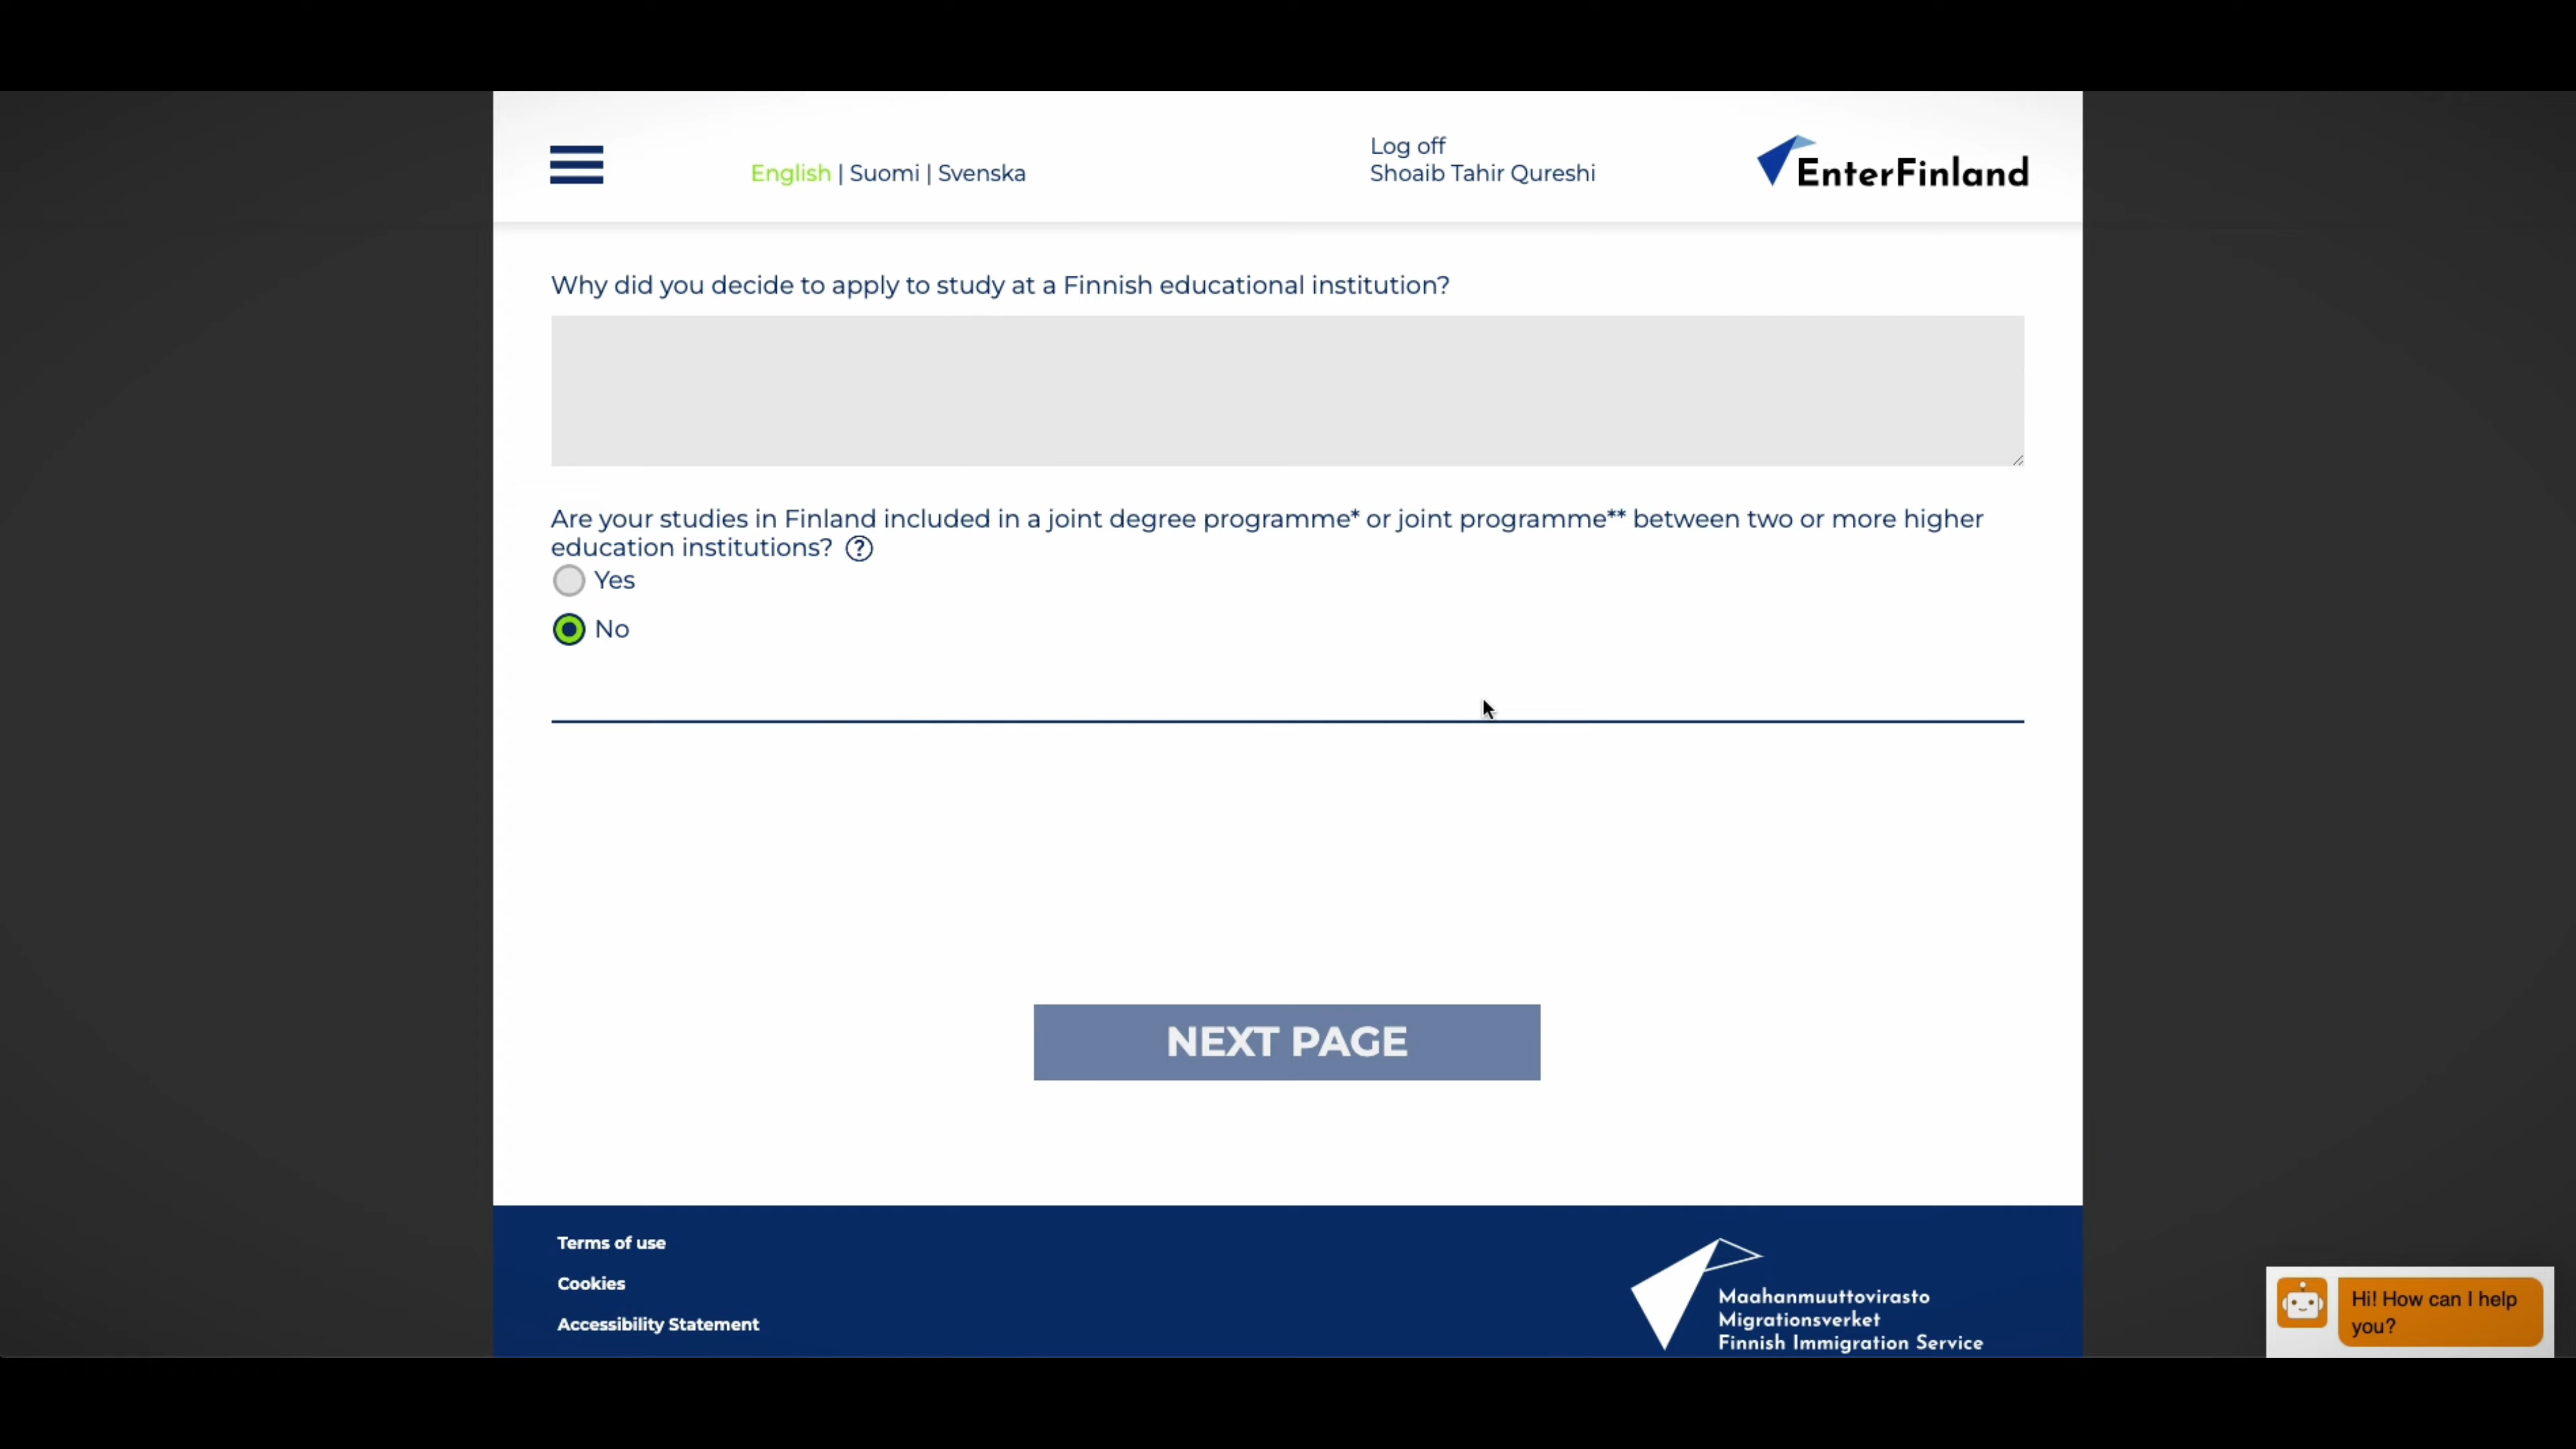 Log off
English | Suomi | Svenska
Shoaib Tahir Qureshi
EnterFinland
Why did you decide to apply to study at a Finnish educational institution?
Are your studies in Finland included in a joint degree programme* or joint programme** between two or more higher
education institutions? ?
Yes
No
NEXT PAGE
Terms of use
Cookies
Accessibility Statement
Maahanmuuttovirasto
Migrationsverket
Finnish Immigration Service
Hi! How can I help
you?